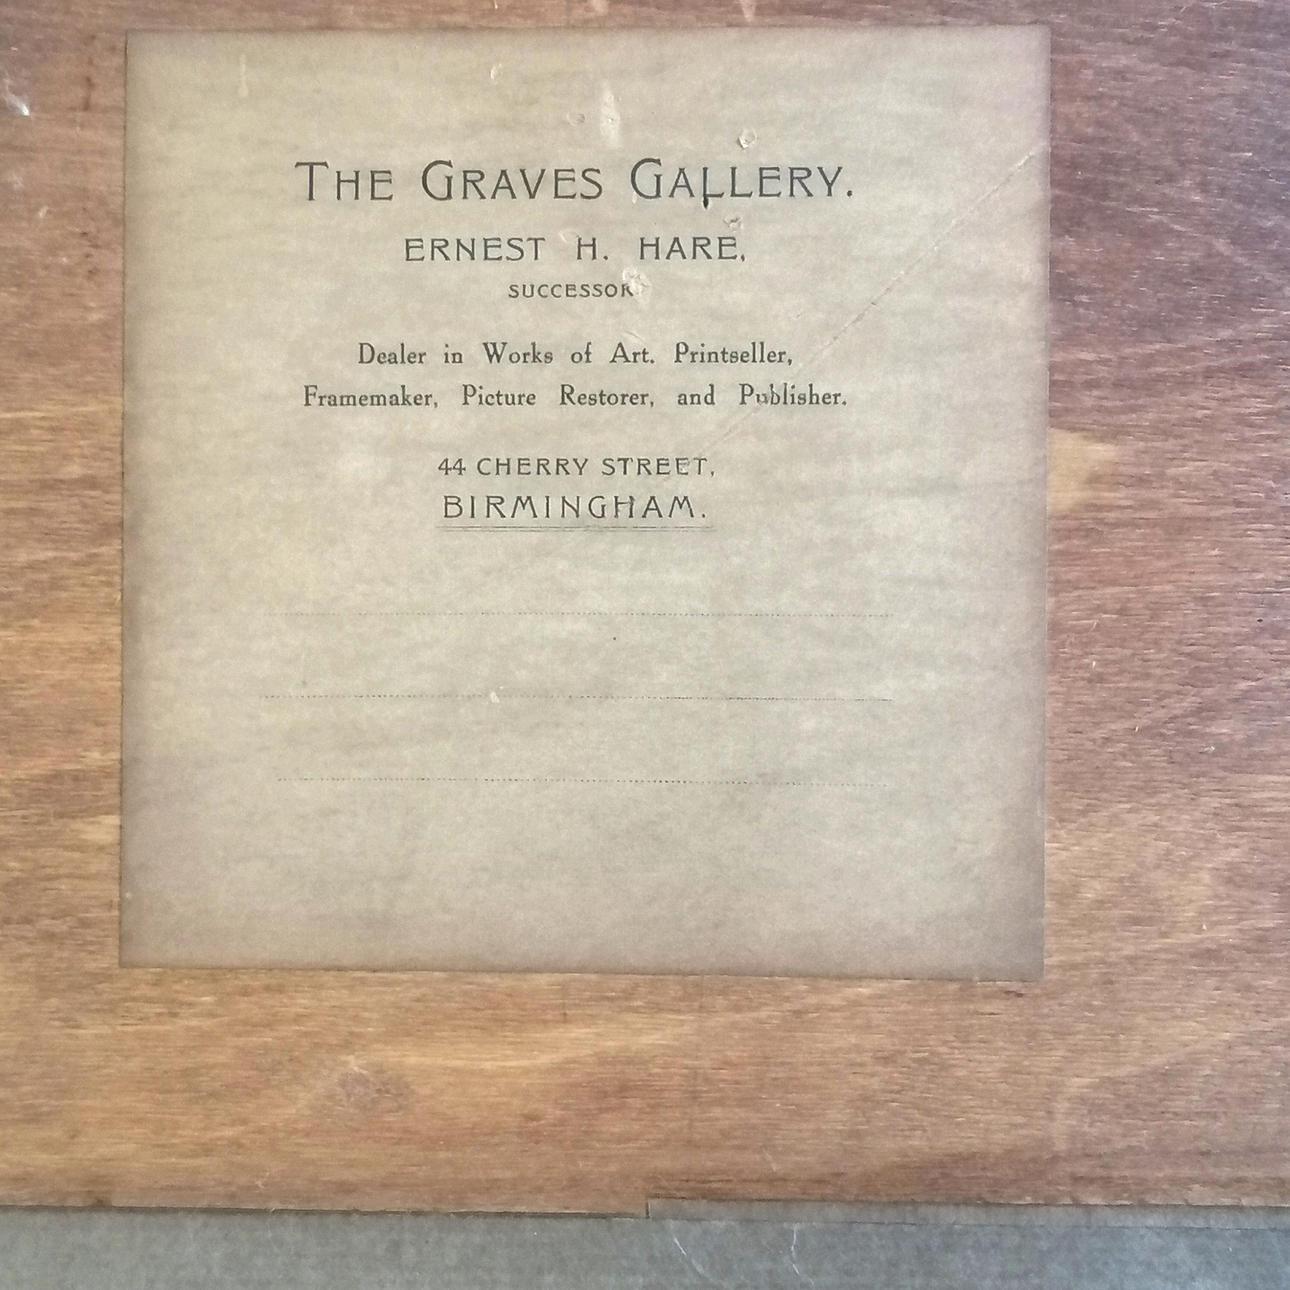 THE GRAVES GALLERY.
ERNEST H. HARE,
SUCCESSOR
Dealer in Works of Art. Printseller,
Framemaker, Picture Restorer, and Publisher.
44 CHERRY STREET,
BIRMINGHAM.